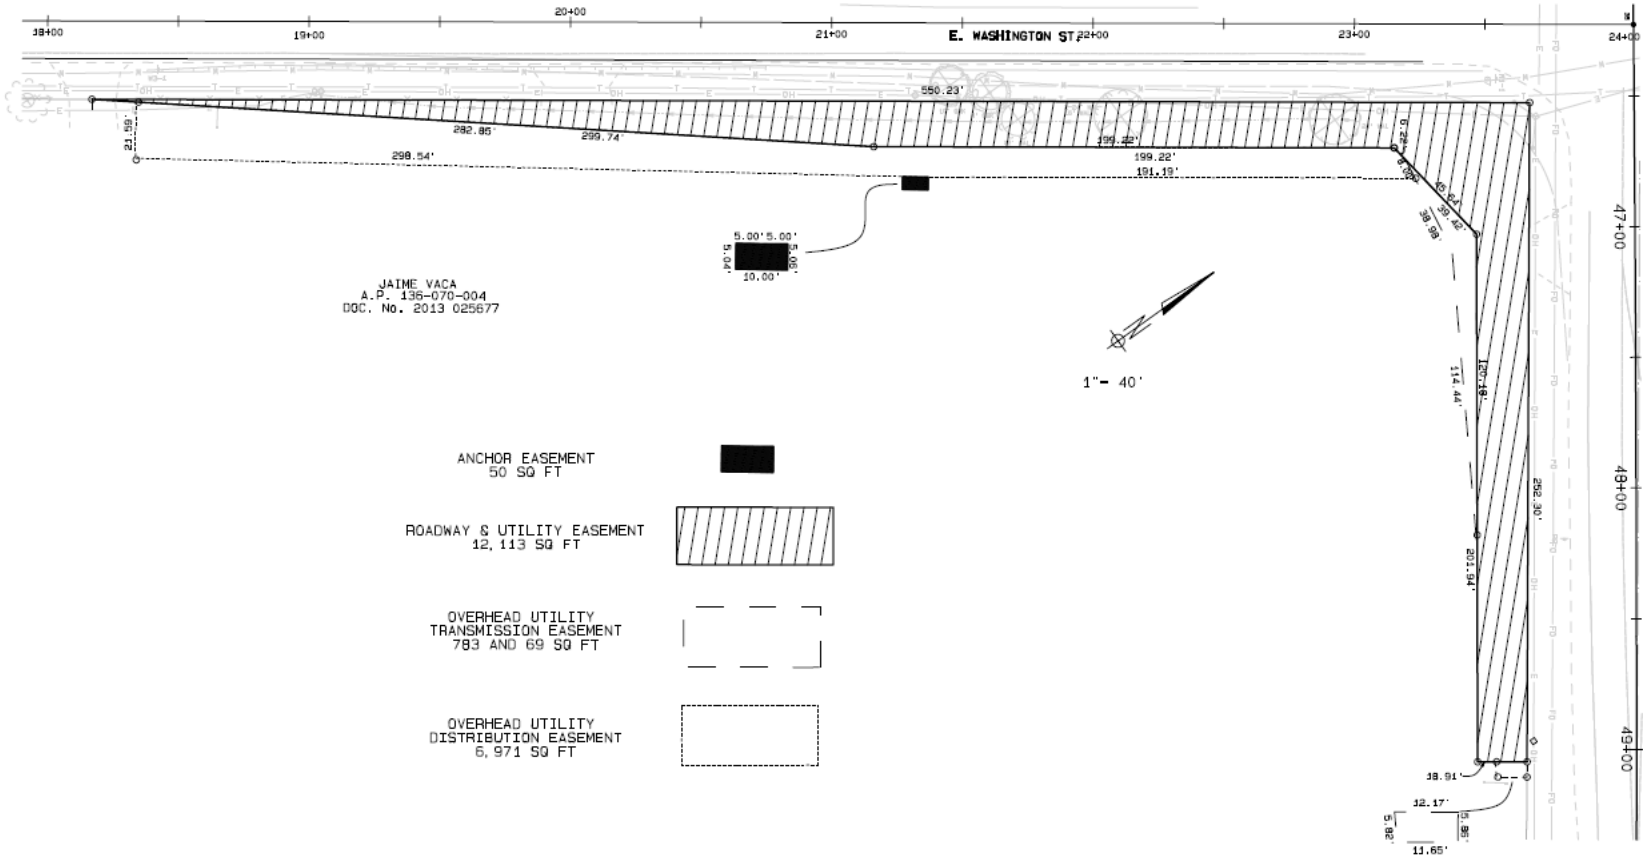 20+00
18+00
19+00
21+00
E. WASHINGTON ST.
22+00
23+00
24+00
550.23'
21.59'
282.85'
299.74'
199.22'
199.22'
298.54'
191.19'
6.22'
45.64'
39.42'
38.98'
47+00
5.00' 5.00'
5.04'
5.06'
10.00'
JAIME VACA
A.P. 136-070-004
DOC. No. 2013 025677
1"= 40'
120.18'
114.44'
ANCHOR EASEMENT
50 SQ FT
48+00
252.30'
ROADWAY & UTILITY EASEMENT
12,113 SQ FT
201.94'
OVERHEAD UTILITY
TRANSMISSION EASEMENT
783 AND 69 SQ FT
OVERHEAD UTILITY
DISTRIBUTION EASEMENT
6,971 SQ FT
49+00
18.91'
12.17'
5.82'
5.86'
11.65'